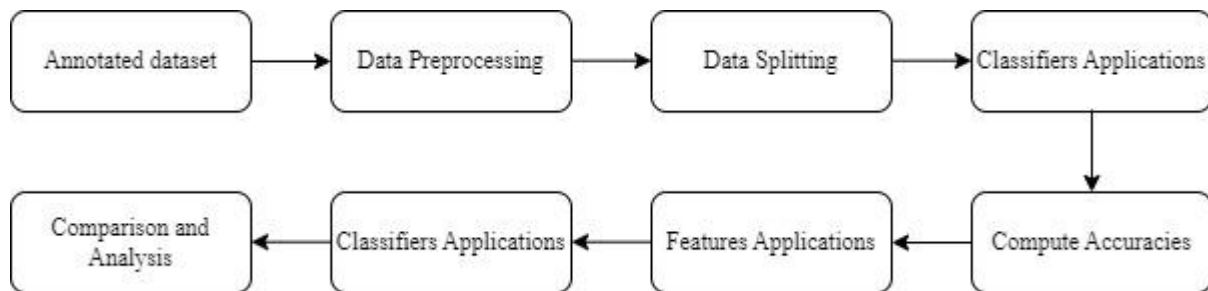 Annotated dataset
Data Preprocessing
Data Splitting
Classifiers Applications
Compute Accuracies
Features Applications
Classifiers Applications
Comparison and
Analysis